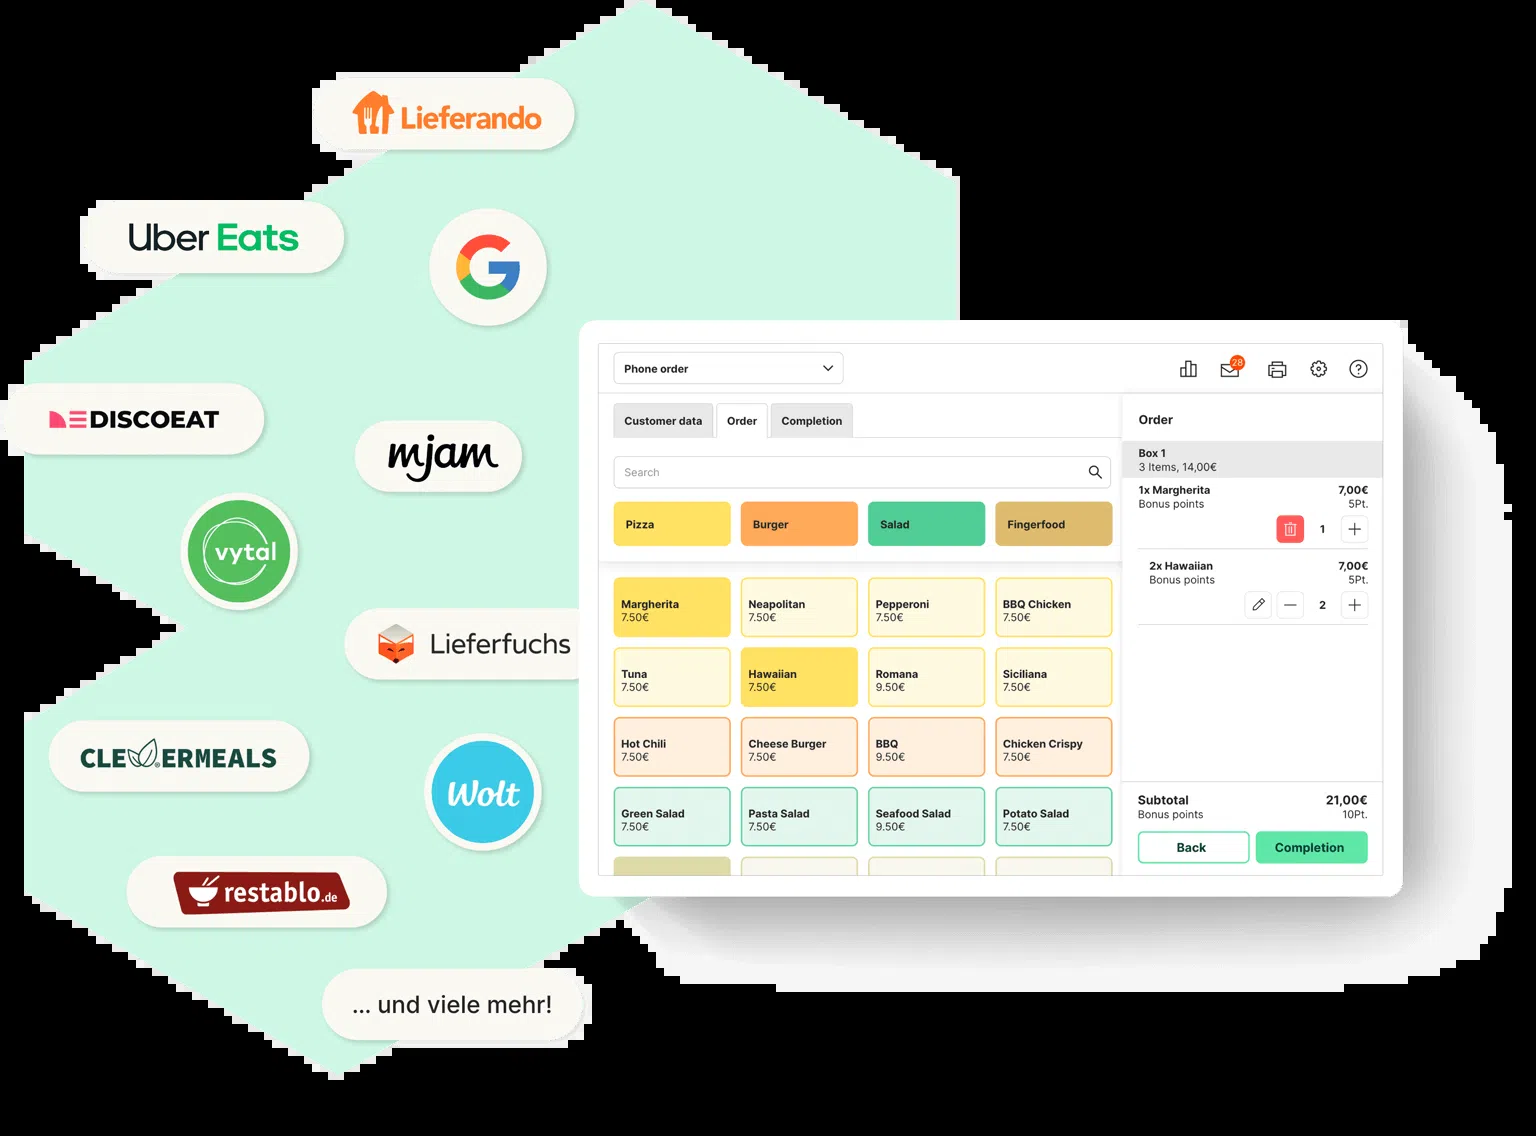 Lieferando
Uber Eats
G
DISCOEAT
mjam
vytal
Lieferfuchs
CLEVERMEALS
Wolt
restablo.de
... und viele mehr!
Phone order
28
?
Customer data
Order
Completion
Search
Pizza
Burger
Salad
Fingerfood
Margherita
7.50€
Neapolitan
7.50€
Pepperoni
7.50€
BBQ Chicken
7.50€
Tuna
7.50€
Hawaiian
7.50€
Romana
9.50€
Siciliana
7.50€
Hot Chili
7.50€
Cheese Burger
7.50€
BBQ
9.50€
Chicken Crispy
7.50€
Green Salad
7.50€
Pasta Salad
7.50€
Seafood Salad
9.50€
Potato Salad
7.50€
Order
Box 1
3 Items, 14,00€
1x Margherita 7,00€
Bonus points 5Pt.
1
2x Hawaiian 7,00€
Bonus points 5Pt.
2
Subtotal 21,00€
Bonus points 10Pt.
Back
Completion